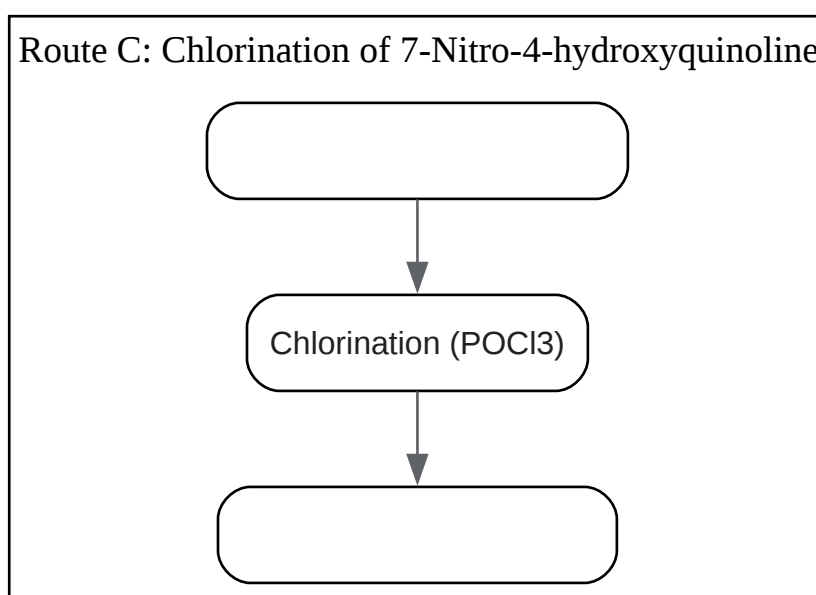 Route C: Chlorination of 7-Nitro-4-hydroxyquinoline
Chlorination (POCl3)